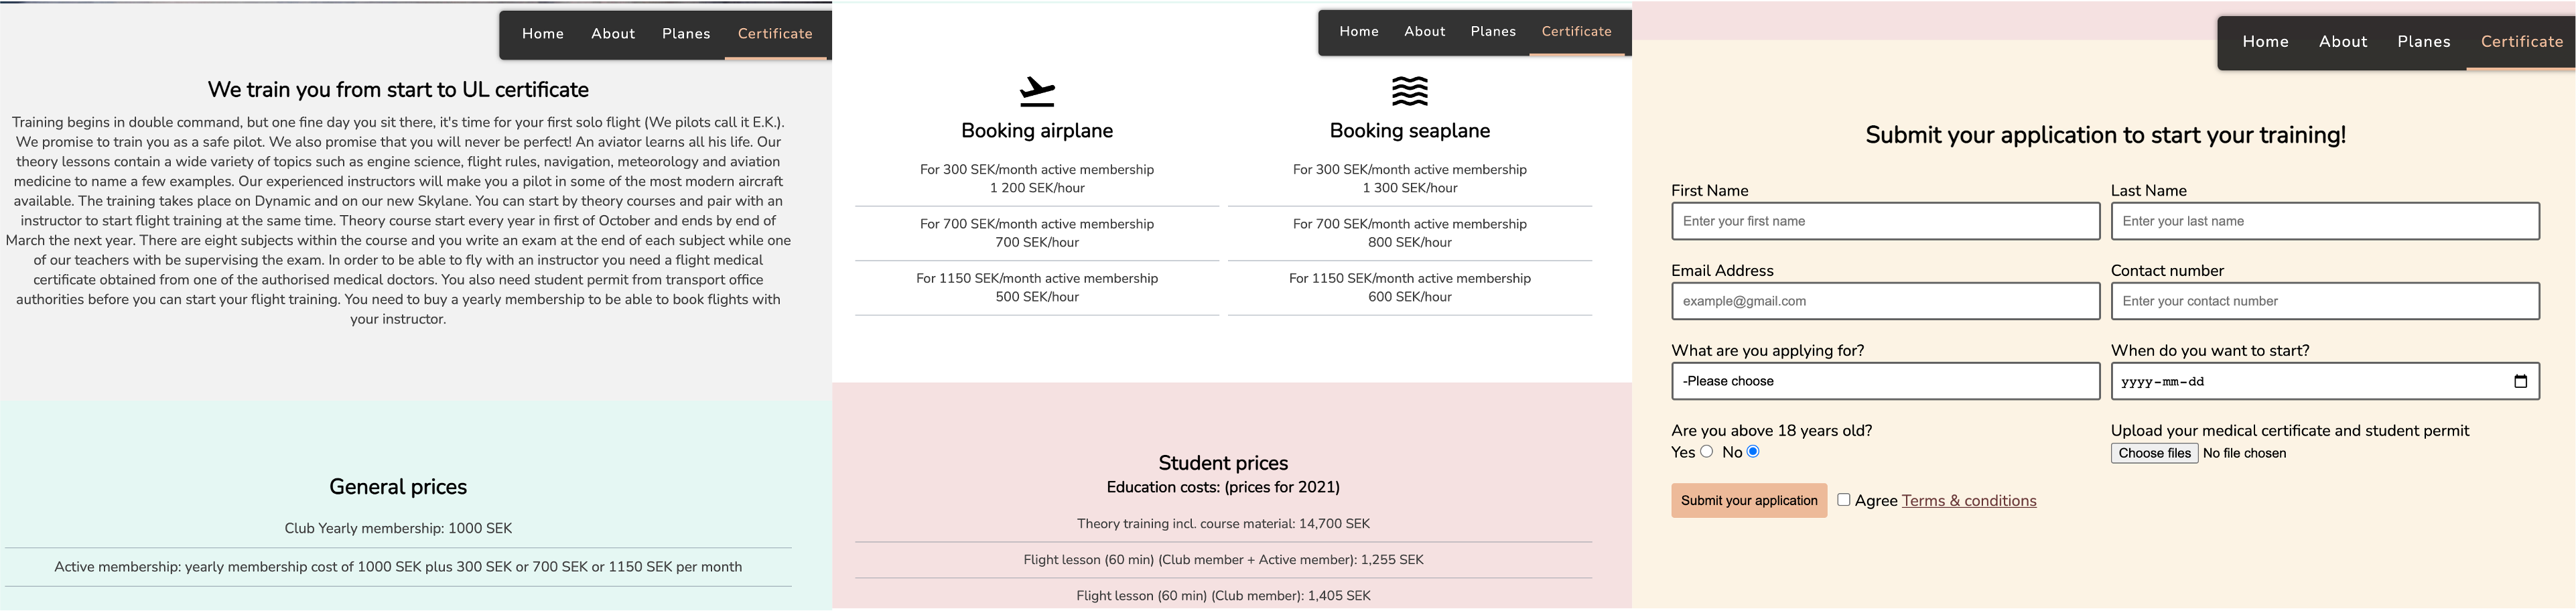 Home About Planes Certificate
We train you from start to UL certificate
Training begins in double command, but one fine day you sit there, it's time for your first solo flight (We pilots call it E.K.).
We promise to train you as a safe pilot. We also promise that you will never be perfect! An aviator learns all his life. Our
theory lessons contain a wide variety of topics such as engine science, flight rules, navigation, meteorology and aviation
medicine to name a few examples. Our experienced instructors will make you a pilot in some of the most modern aircraft
available. The training takes place on Dynamic and on our new Skylane. You can start by theory courses and pair with an
instructor to start flight training at the same time. Theory course start every year in first of October and ends by end of
March the next year. There are eight subjects within the course and you write an exam at the end of each subject while one
of our teachers with be supervising the exam. In order to be able to fly with an instructor you need a flight medical
certificate obtained from one of the authorised medical doctors. You also need student permit from transport office
authorities before you can start your flight training. You need to buy a yearly membership to be able to book flights with
your instructor.
General prices
Club Yearly membership: 1000 SEK
Active membership: yearly membership cost of 1000 SEK plus 300 SEK or 700 SEK or 1150 SEK per month
Home About Planes Certificate
Booking airplane
For 300 SEK/month active membership
1 200 SEK/hour
For 700 SEK/month active membership
700 SEK/hour
For 1150 SEK/month active membership
500 SEK/hour
Booking seaplane
For 300 SEK/month active membership
1 300 SEK/hour
For 700 SEK/month active membership
800 SEK/hour
For 1150 SEK/month active membership
600 SEK/hour
Student prices
Education costs: (prices for 2021)
Theory training incl. course material: 14,700 SEK
Flight lesson (60 min) (Club member + Active member): 1,255 SEK
Flight lesson (60 min) (Club member): 1,405 SEK
Home About Planes Certificate
Submit your application to start your training!
First Name
Enter your first name
Last Name
Enter your last name
Email Address
example@gmail.com
Contact number
Enter your contact number
What are you applying for?
-Please choose
When do you want to start?
yyyy-mm-dd
Are you above 18 years old?
Yes No
Upload your medical certificate and student permit
Choose files No file chosen
Submit your application Agree Terms & conditions